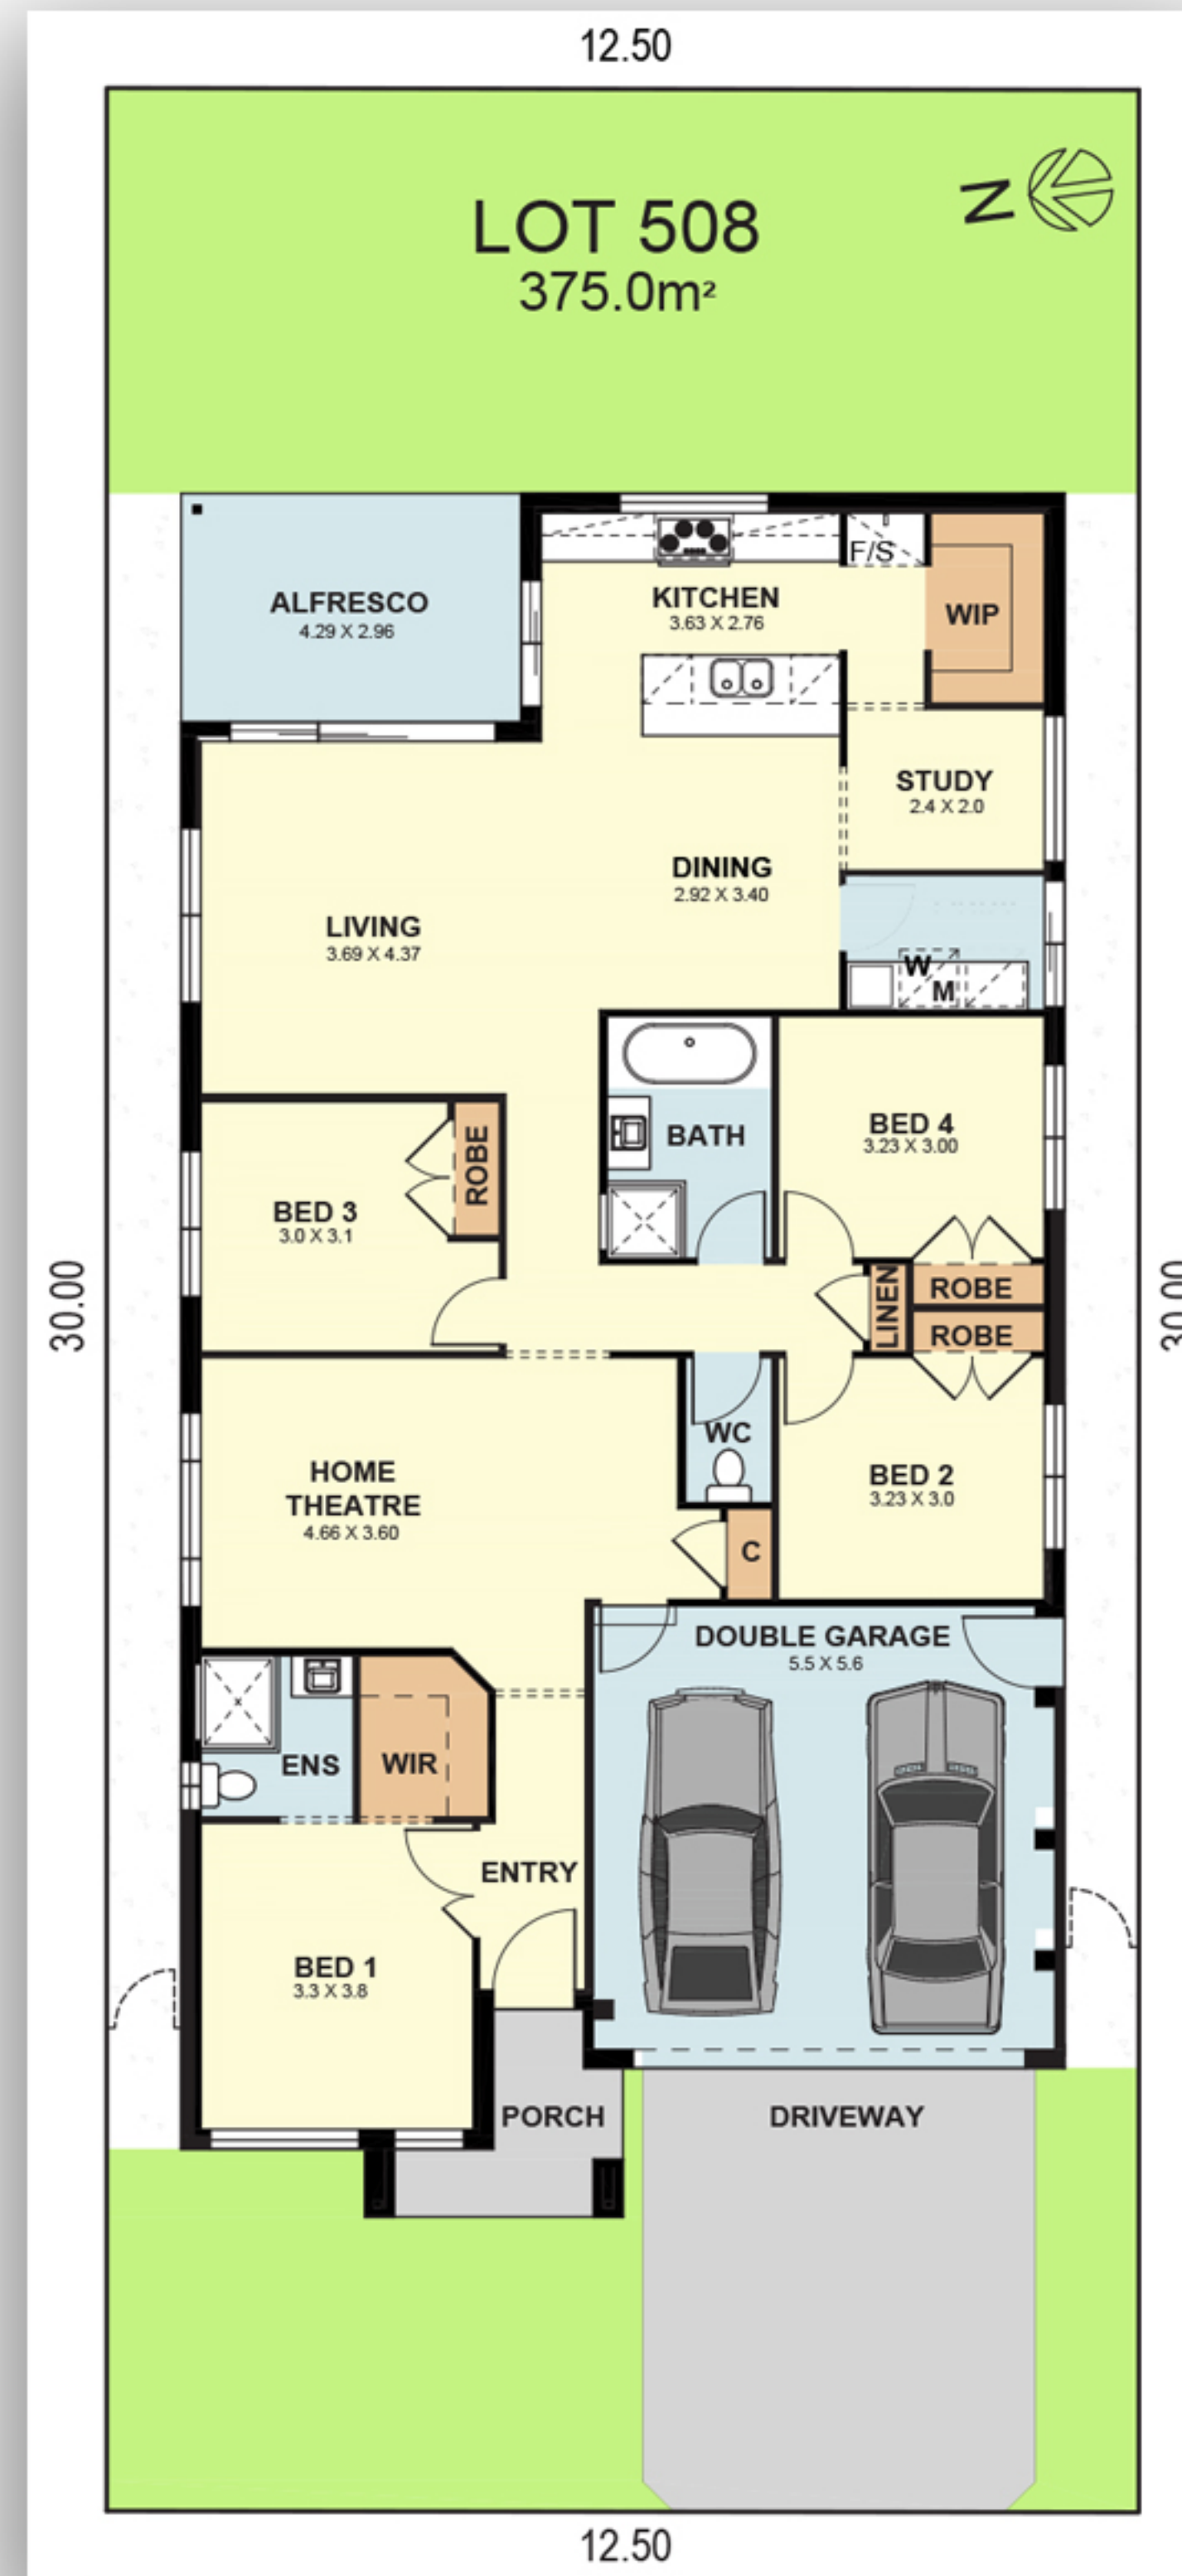 12.50
LOT 508
375.0m²
N
ALFRESCO
4.29 X 2.96
KITCHEN
3.63 X 2.76
F/S
WIP
STUDY
2.4 X 2.0
DINING
2.92 X 3.40
LIVING
3.69 X 4.37
W
M
BATH
BED 4
3.23 X 3.00
ROBE
BED 3
3.0 X 3.1
LINEN
ROBE
ROBE
30.00
30.00
WC
HOME
THEATRE
4.66 X 3.60
BED 2
3.23 X 3.0
C
DOUBLE GARAGE
5.5 X 5.6
ENS
WIR
ENTRY
BED 1
3.3 X 3.8
PORCH
DRIVEWAY
12.50